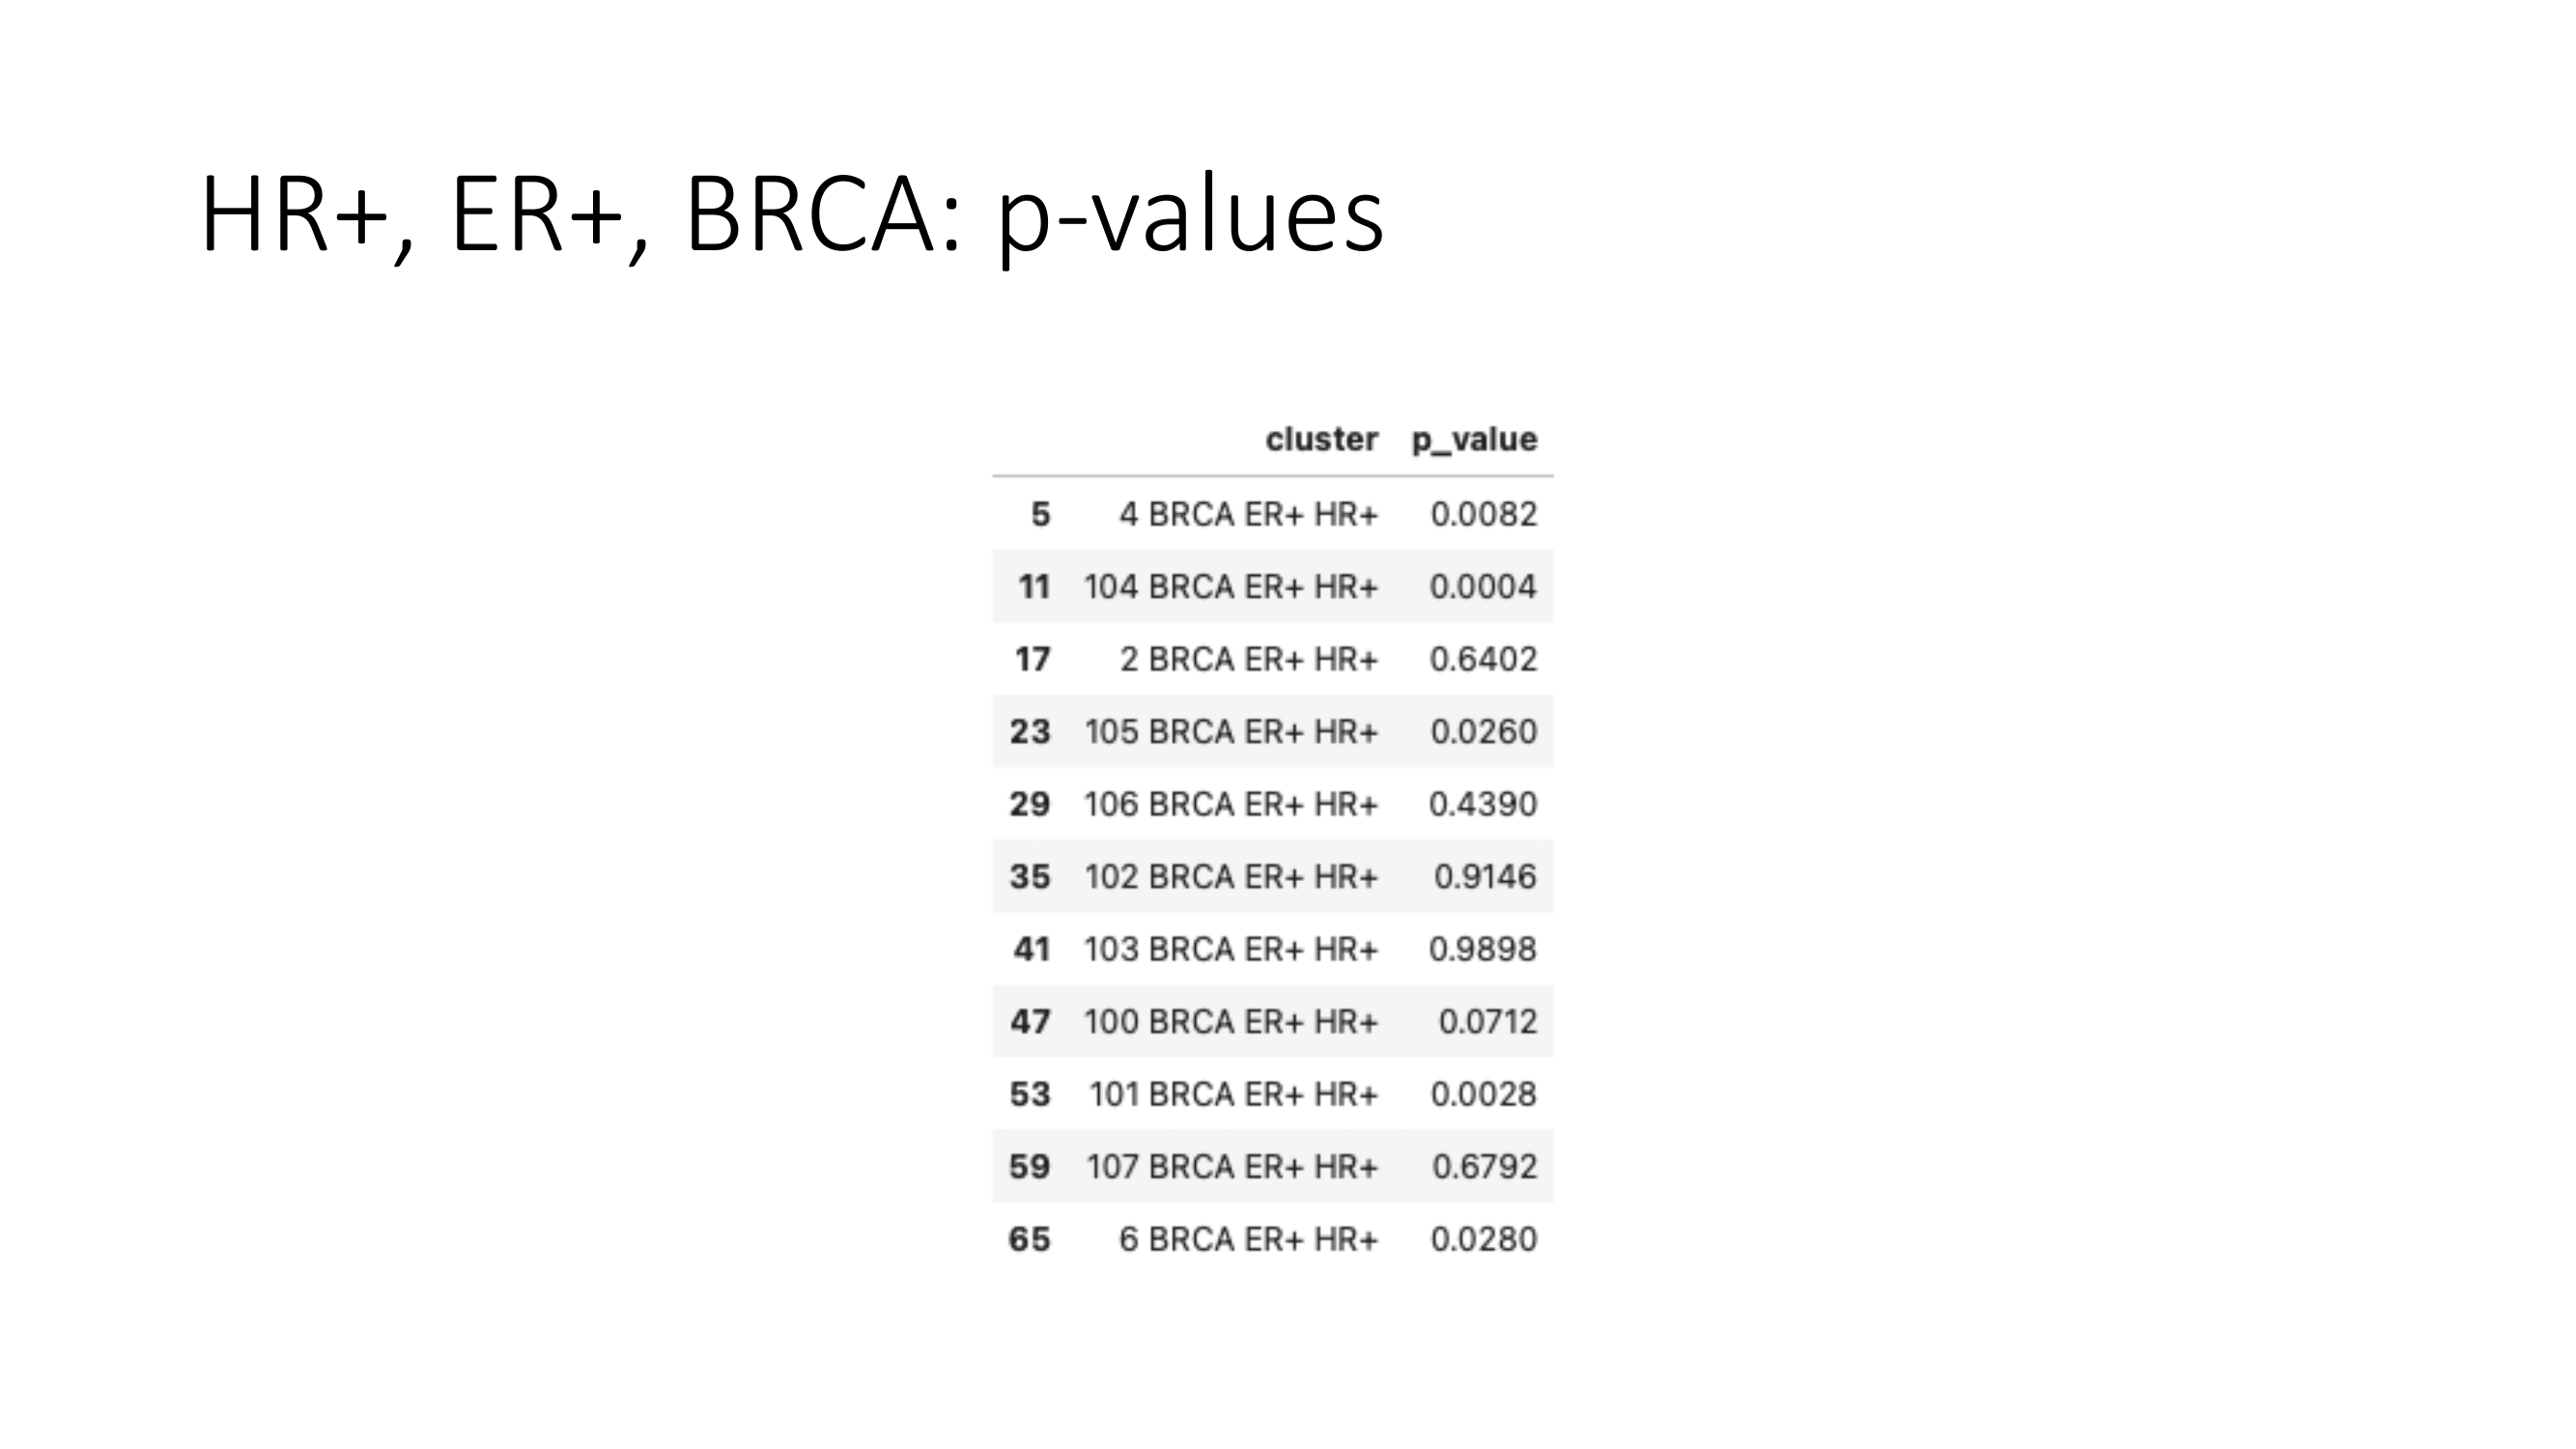 HR+, ER+, BRCA: p-values
cluster p_value
5 4 BRCA ER+ HR+ 0.0082
11 104 BRCA ER+ HR+ 0.0004
17 2 BRCA ER+ HR+ 0.6402
23 105 BRCA ER+ HR+ 0.0260
29 106 BRCA ER+ HR+ 0.4390
35 102 BRCA ER+ HR+ 0.9146
41 103 BRCA ER+ HR+ 0.9898
47 100 BRCA ER+ HR+ 0.0712
53 101 BRCA ER+ HR+ 0.0028
59 107 BRCA ER+ HR+ 0.6792
65 6 BRCA ER+ HR+ 0.0280